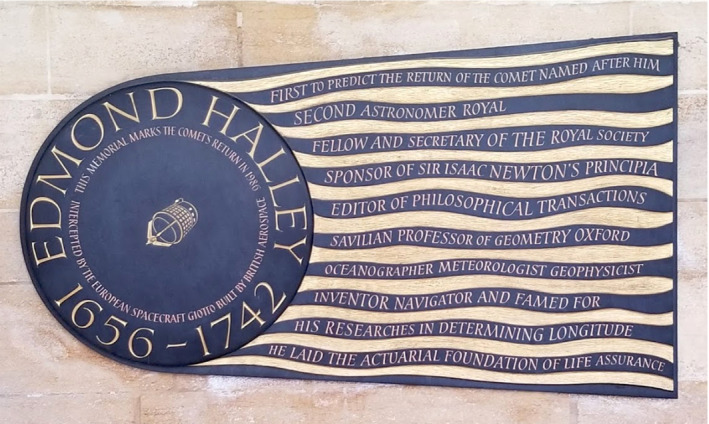 EDMOND HALLEY
1656–1742
THIS MEMORIAL MARKS THE COMET'S RETURN IN 1986
INTERCEPTED BY THE EUROPEAN SPACECRAFT GIOTTO BUILT BY BRITISH AEROSPACE
FIRST TO PREDICT THE RETURN OF THE COMET NAMED AFTER HIM
SECOND ASTRONOMER ROYAL
FELLOW AND SECRETARY OF THE ROYAL SOCIETY
SPONSOR OF SIR ISAAC NEWTON'S PRINCIPIA
EDITOR OF PHILOSOPHICAL TRANSACTIONS
SAVILIAN PROFESSOR OF GEOMETRY OXFORD
OCEANOGRAPHER METEOROLOGIST GEOPHYSICIST
INVENTOR NAVIGATOR AND FAMED FOR
HIS RESEARCHES IN DETERMINING LONGITUDE
HE LAID THE ACTUARIAL FOUNDATION OF LIFE ASSURANCE